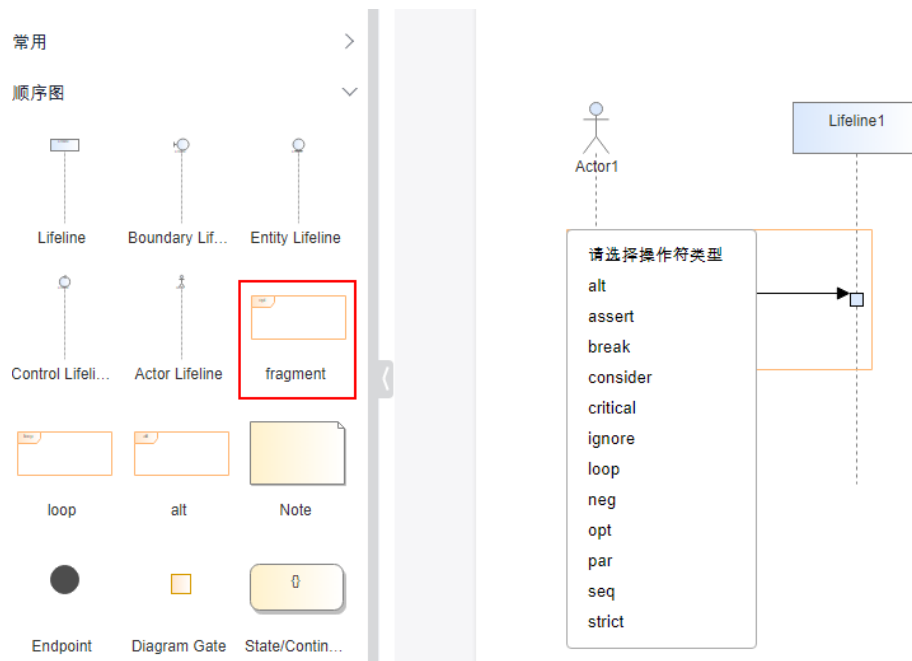 常用
顺序图
Lifeline
Boundary Lif...
Entity Lifeline
Control Lifeli...
Actor Lifeline
fragment
loop
alt
Note
{}
Endpoint
Diagram Gate
State/Contin...
Actor1
Lifeline1
请选择操作符类型
alt
assert
break
consider
critical
ignore
loop
neg
opt
par
seq
strict